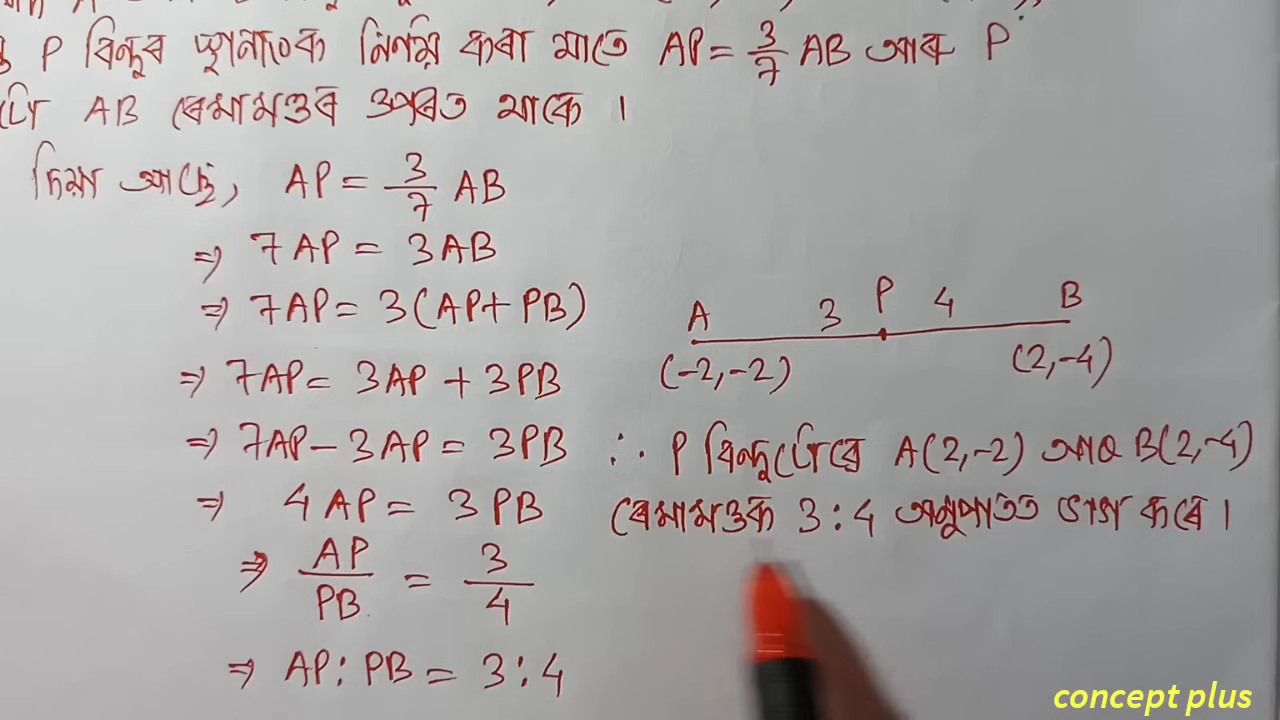 P বিন্দুৰ স্থানাংক নিৰ্ণয় কৰা যাতে AP = 3/7 AB আৰু P
টো AB ৰেখাখণ্ডৰ ওপৰত থাকে ।
দিয়া আছে, AP = 3/7 AB
⇒ 7AP = 3AB
⇒ 7AP = 3(AP + PB)
⇒ 7AP = 3AP + 3PB
⇒ 7AP - 3AP = 3PB
⇒ 4AP = 3PB
⇒ AP/PB = 3/4
⇒ AP : PB = 3 : 4
A 3 P 4 B
(-2, -2) (2, -4)
∴ P বিন্দুটোৱে A(2, -2) আৰু B(2, -4)
ৰেখাখণ্ডক 3 : 4 অনুপাতত ভাগ কৰে ।
concept plus